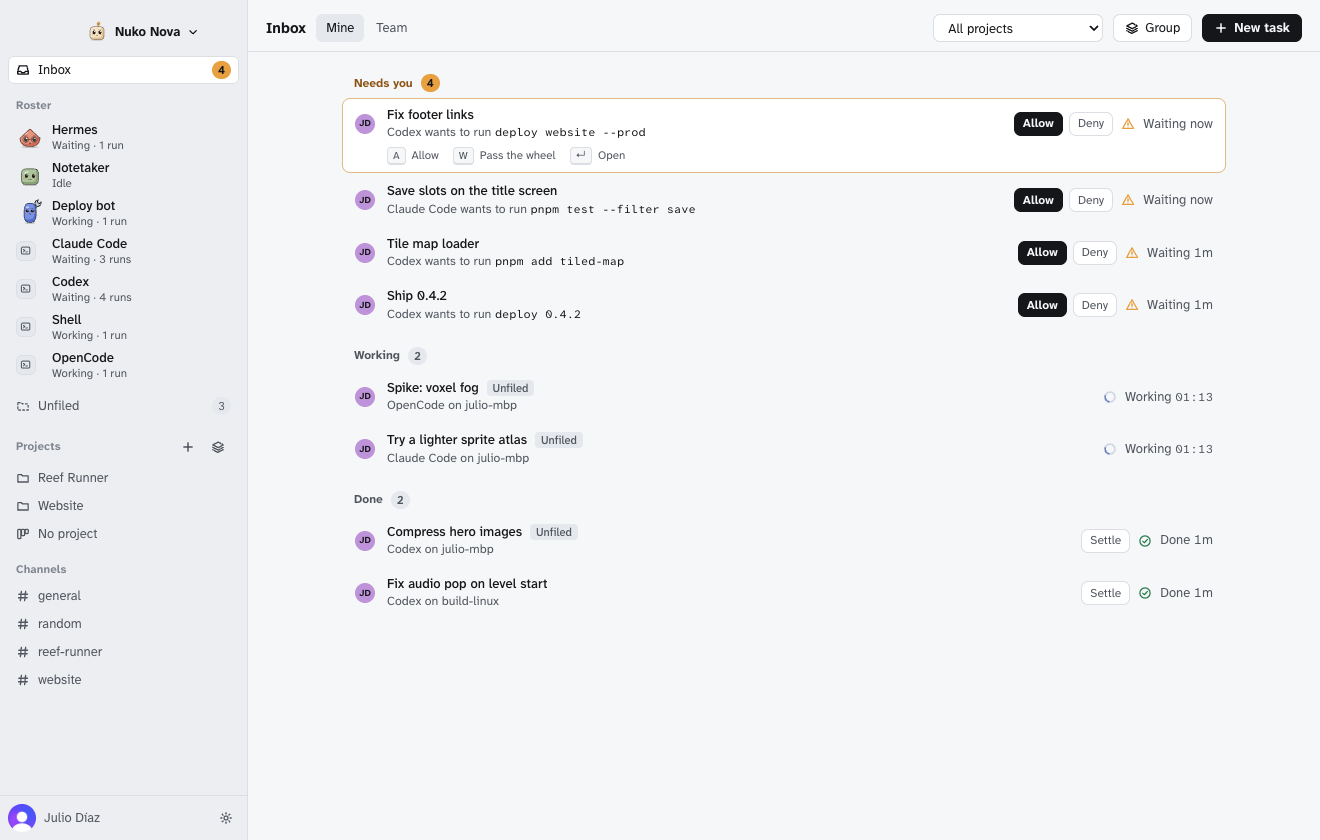 Nuko Nova
Inbox 4
Roster
Hermes
Waiting · 1 run
Notetaker
Idle
Deploy bot
Working · 1 run
Claude Code
Waiting · 3 runs
Codex
Waiting · 4 runs
Shell
Working · 1 run
OpenCode
Working · 1 run
Unfiled 3
Projects
Reef Runner
Website
No project
Channels
general
random
reef-runner
website
Julio Díaz
Inbox Mine Team All projects Group New task
Needs you 4
JD Fix footer links
Codex wants to run deploy website --prod
Allow Deny Waiting now
A Allow W Pass the wheel ↵ Open
JD Save slots on the title screen
Claude Code wants to run pnpm test --filter save
Allow Deny Waiting now
JD Tile map loader
Codex wants to run pnpm add tiled-map
Allow Deny Waiting 1m
JD Ship 0.4.2
Codex wants to run deploy 0.4.2
Allow Deny Waiting 1m
Working 2
JD Spike: voxel fog Unfiled
OpenCode on julio-mbp
Working 01:13
JD Try a lighter sprite atlas Unfiled
Claude Code on julio-mbp
Working 01:13
Done 2
JD Compress hero images Unfiled
Codex on julio-mbp
Settle Done 1m
JD Fix audio pop on level start
Codex on build-linux
Settle Done 1m